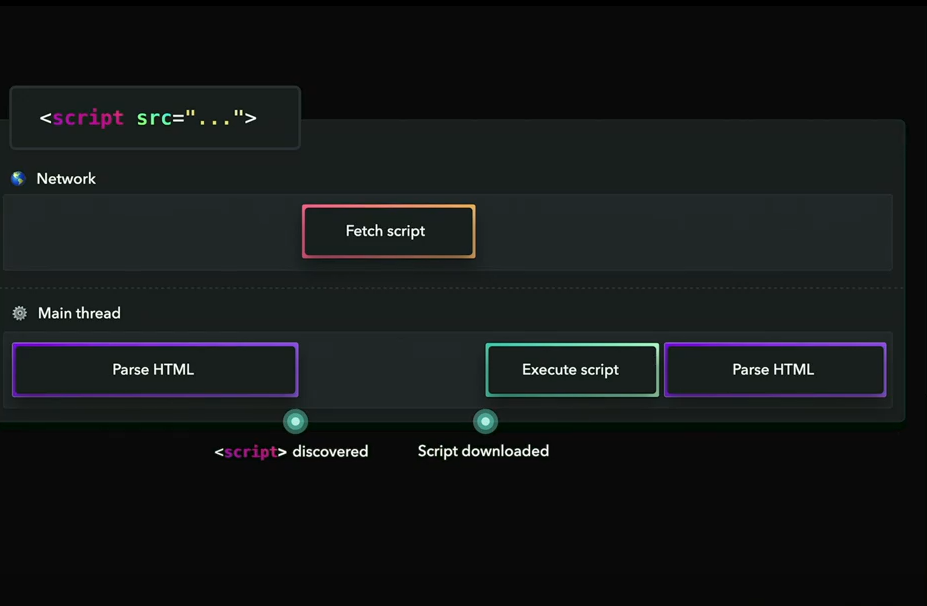 <script src="...">
Network
Fetch script
Main thread
Parse HTML
Execute script
Parse HTML
<script> discovered
Script downloaded